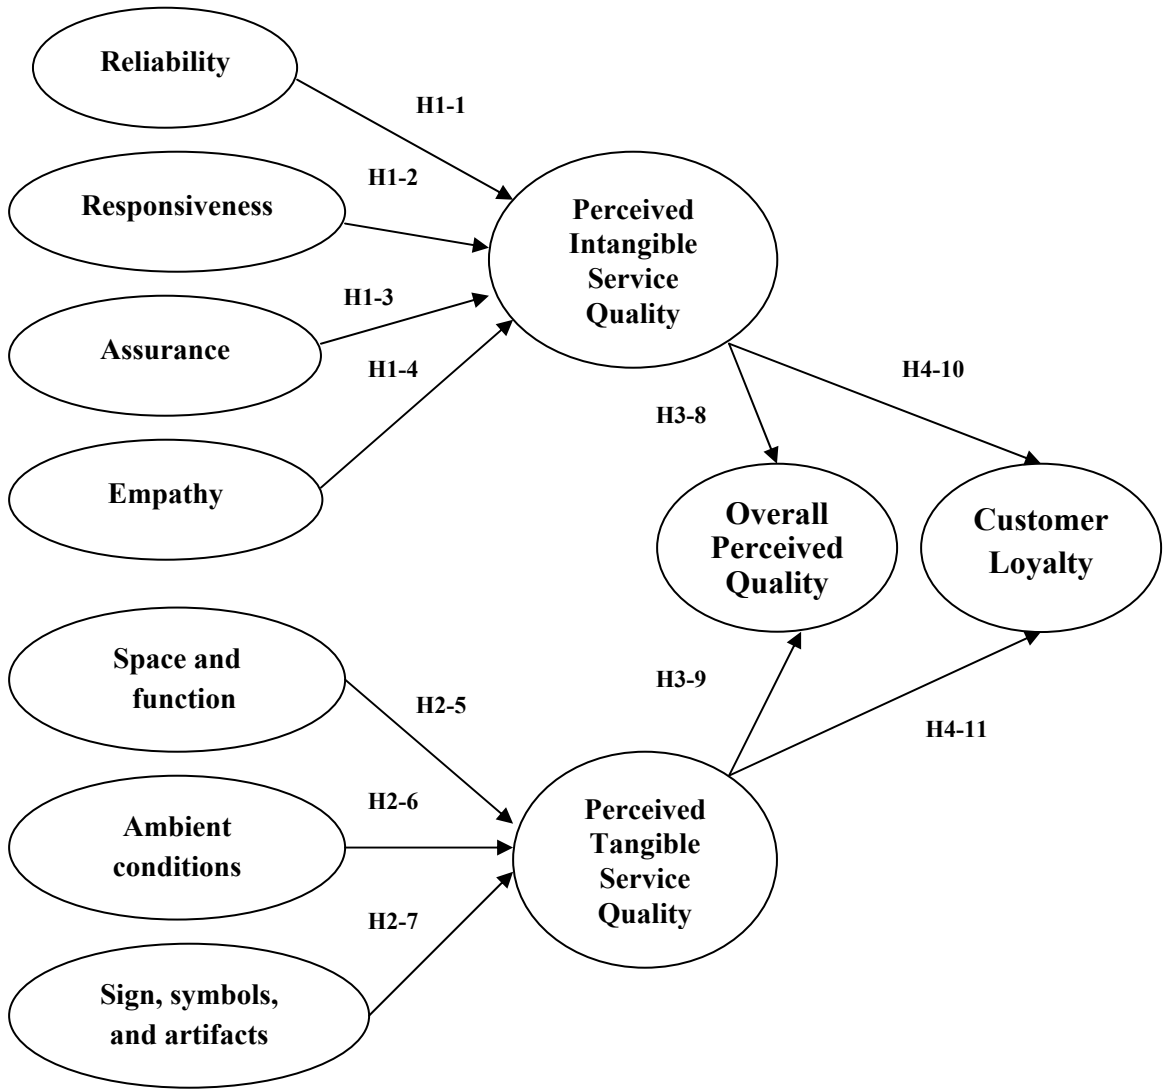 Reliability
H1-1
H1-2
Responsiveness
Perceived
Intangible
Service
Quality
H1-3
Assurance
H1-4
H4-10
H3-8
Empathy
Overall
Perceived
Quality
Customer
Loyalty
Space and
function
H3-9
H2-5
H4-11
H2-6
Ambient
conditions
Perceived
Tangible
Service
Quality
H2-7
Sign, symbols,
and artifacts